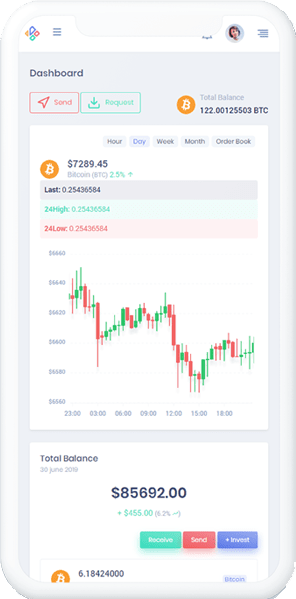 Dashboard
Send
Request
Total Balance
122.00125503 BTC
Hour
Day
Week
Month
Order Book
$7289.45
Bitcoin (BTC) 2.5% ↑
Last: 0.25436584
24High: 0.25436584
24Low: 0.25436584
$6660
$6640
$6620
$6600
$6580
$6560
23:00 03:00 06:00 09:00 12:00 15:00 18:00
Total Balance
30 june 2019
$85692.00
+ $455.00 (6.2%
Receive
Send
+ Invest
6.18424000
Bitcoin